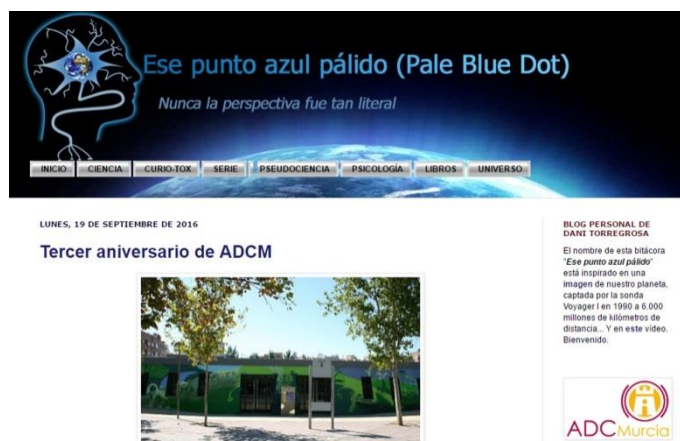 Ese punto azul pálido (Pale Blue Dot)
Nunca la perspectiva fue tan literal
INICIO
CIENCIA
CURIO-TOX
SERIE
PSEUDOCIENCIA
PSICOLOGÍA
LIBROS
UNIVERSO
LUNES, 19 DE SEPTIEMBRE DE 2016
Tercer aniversario de ADCM
BLOG PERSONAL DE
DANI TORREGROSA
El nombre de esta bitácora
"Ese punto azul pálido"
está inspirado en una
imagen de nuestro planeta,
captada por la sonda
Voyager I en 1990 a 6.000
millones de kilómetros de
distancia... Y en este vídeo.
Bienvenido.
ADCMurcia